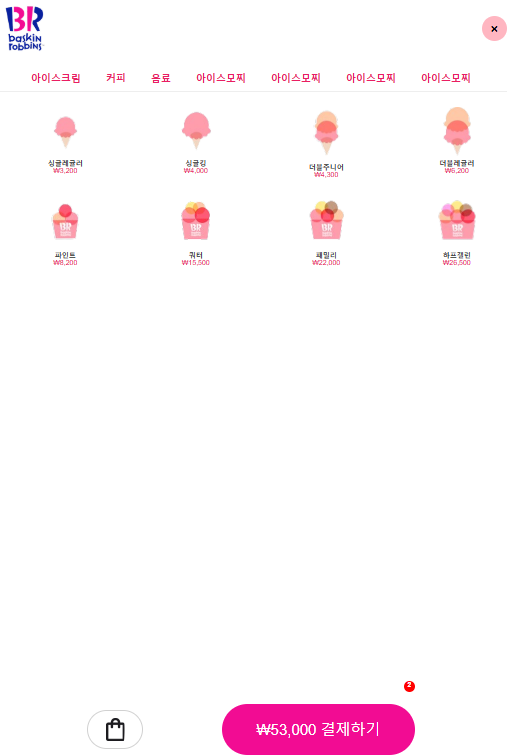 BR
baskin
robbins
×
아이스크림 커피 음료 아이스모찌 아이스모찌 아이스모찌 아이스모찌
싱글레귤러 싱글킹 더블주니어 더블레귤러
₩3,200 ₩4,000 ₩4,300 ₩6,200
파인트 쿼터 패밀리 하프갤런
₩8,200 ₩15,500 ₩22,000 ₩26,500
2
₩53,000 결제하기